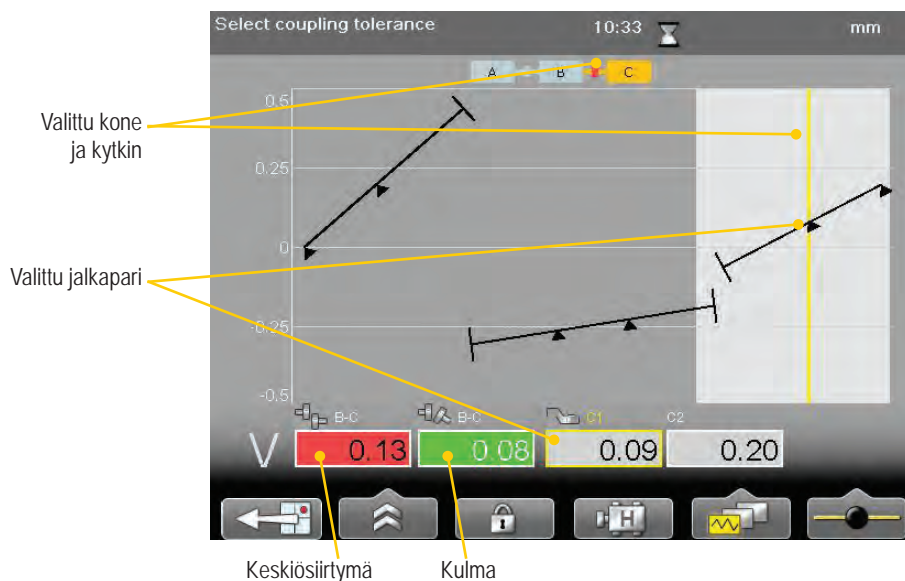 Select coupling tolerance 10:33 mm
A B C
0.5
Valittu kone
ja kytkin
0.25
0
Valittu jalkapari
-0.25
-0.5
B-C B-C C1 C2
V 0.13 0.08 0.09 0.20
H
Keskiösiirtymä Kulma